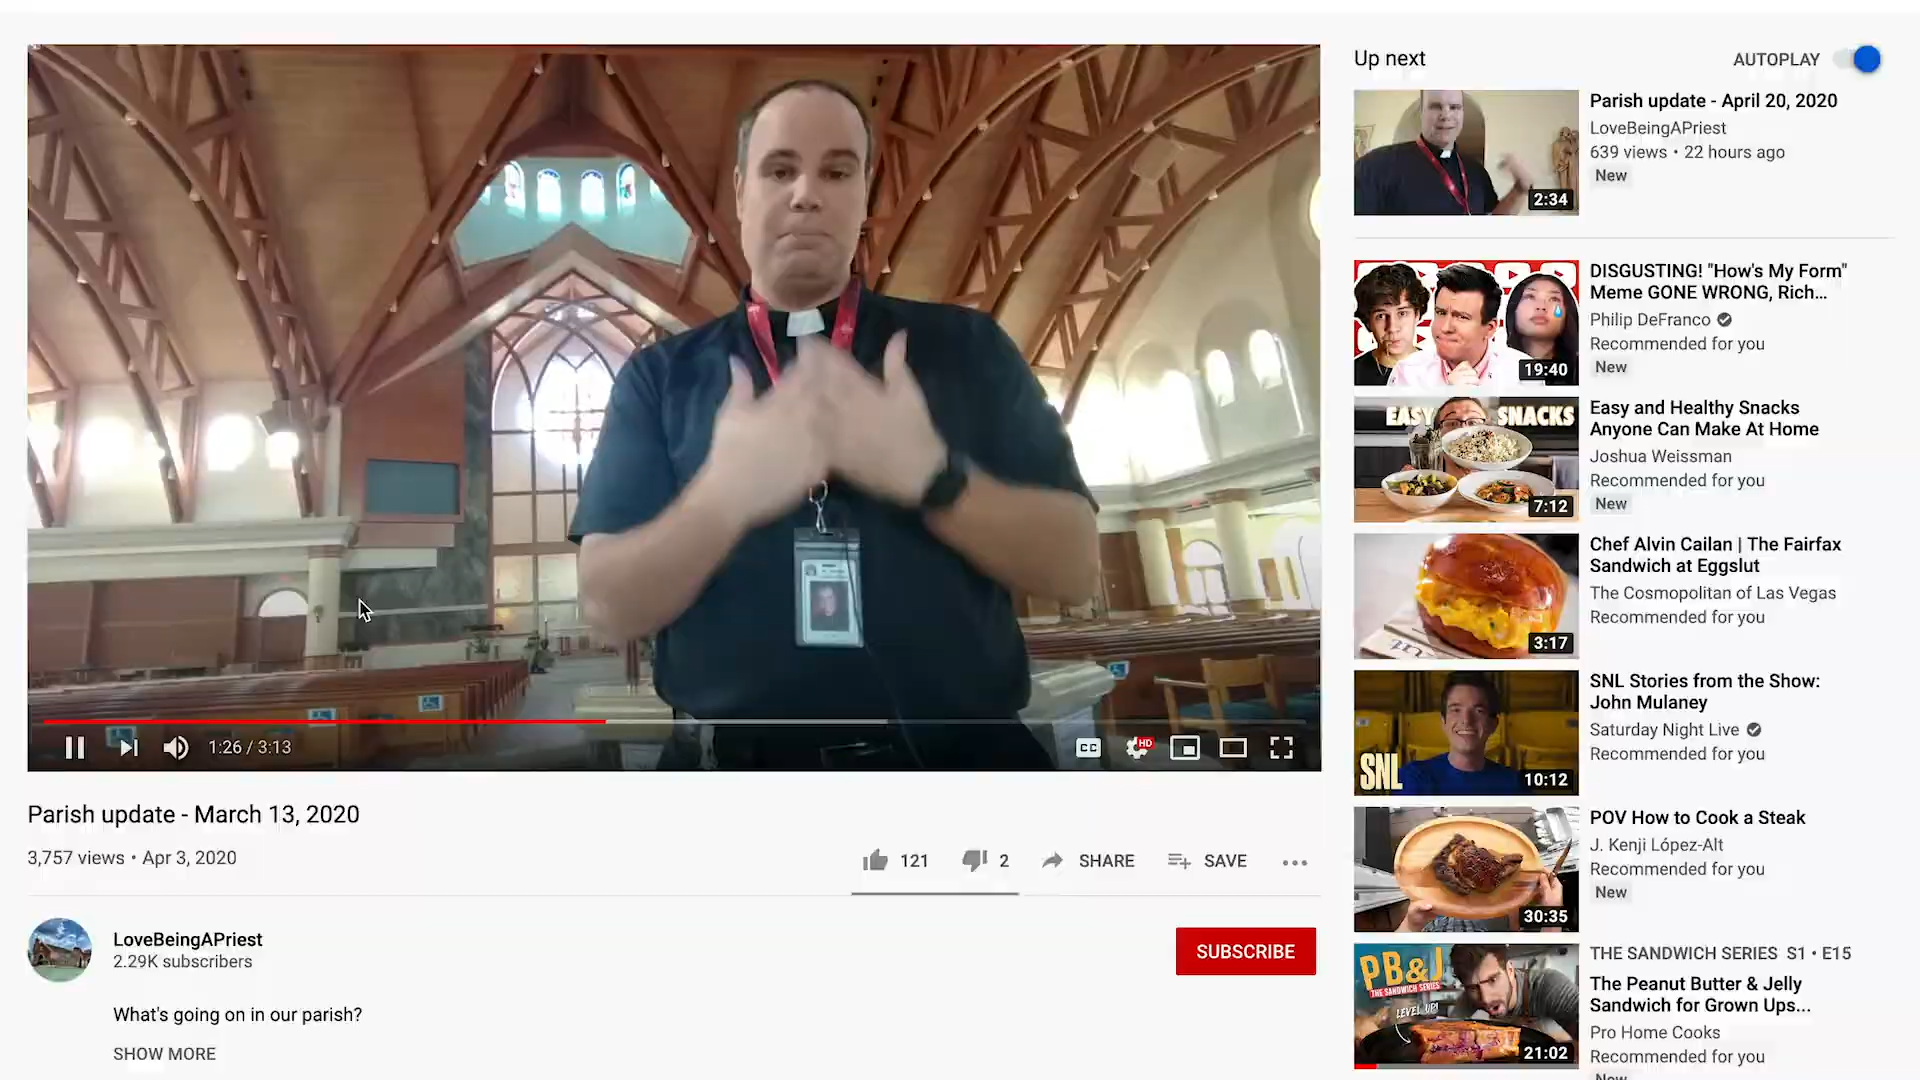 1:26 / 3:13
CC
HD
Parish update - March 13, 2020
3,757 views • Apr 3, 2020
121
2
SHARE
SAVE
LoveBeingAPriest
2.29K subscribers
SUBSCRIBE
What's going on in our parish?
SHOW MORE
Up next
AUTOPLAY
2:34
Parish update - April 20, 2020
LoveBeingAPriest
639 views • 22 hours ago
New
19:40
DISGUSTING! "How's My Form"
Meme GONE WRONG, Rich...
Philip DeFranco
Recommended for you
New
EASY SNACKS
7:12
Easy and Healthy Snacks
Anyone Can Make At Home
Joshua Weissman
Recommended for you
New
3:17
Chef Alvin Cailan | The Fairfax
Sandwich at Eggslut
The Cosmopolitan of Las Vegas
Recommended for you
SNL
10:12
SNL Stories from the Show:
John Mulaney
Saturday Night Live
Recommended for you
30:35
POV How to Cook a Steak
J. Kenji López-Alt
Recommended for you
New
PB&J
THE SANDWICH SERIES
LEVEL UP!
21:02
THE SANDWICH SERIES S1 • E15
The Peanut Butter & Jelly
Sandwich for Grown Ups...
Pro Home Cooks
Recommended for you
New